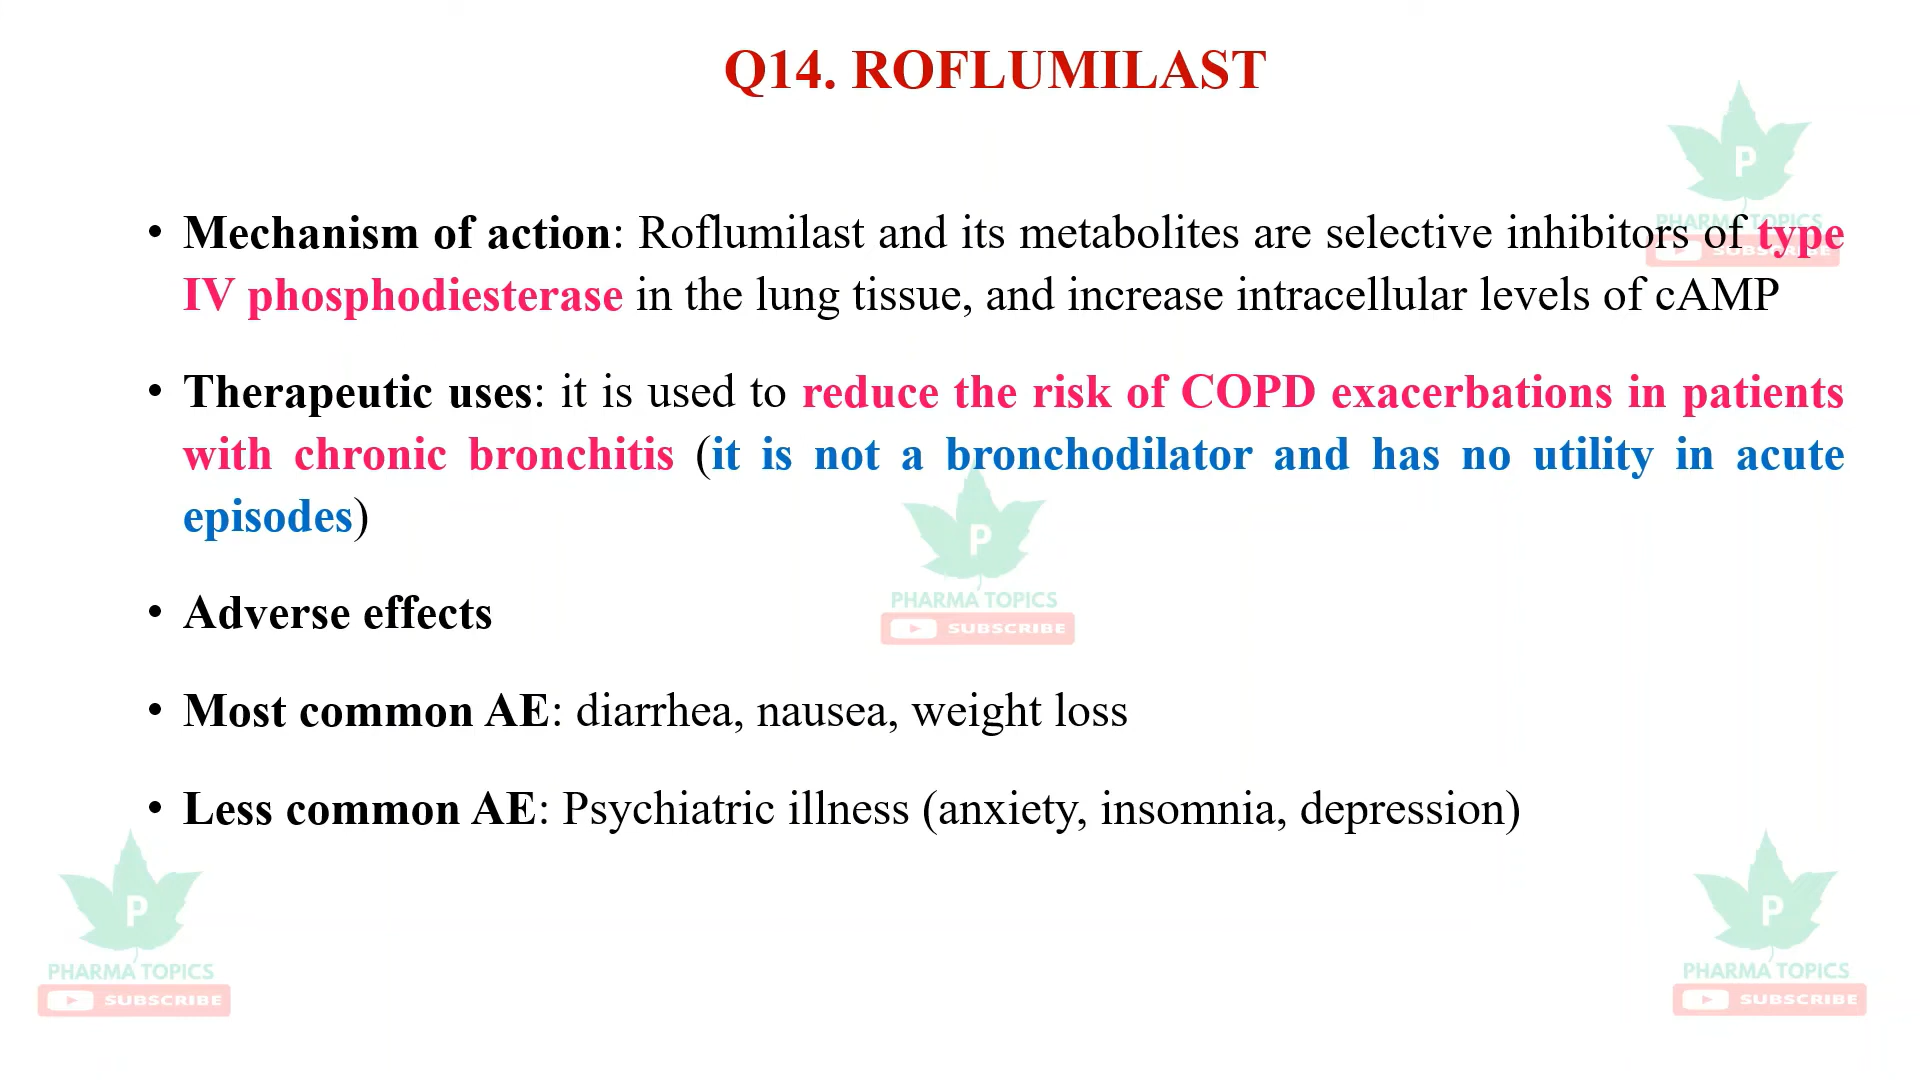 Q14. ROFLUMILAST
P
PHARMA TOPICS
SUBSCRIBE
• Mechanism of action: Roflumilast and its metabolites are selective inhibitors of type
IV phosphodiesterase in the lung tissue, and increase intracellular levels of cAMP
• Therapeutic uses: it is used to reduce the risk of COPD exacerbations in patients
with chronic bronchitis (it is not a bronchodilator and has no utility in acute
episodes)
P
PHARMA TOPICS
SUBSCRIBE
• Adverse effects
• Most common AE: diarrhea, nausea, weight loss
• Less common AE: Psychiatric illness (anxiety, insomnia, depression)
P
PHARMA TOPICS
SUBSCRIBE
P
PHARMA TOPICS
SUBSCRIBE